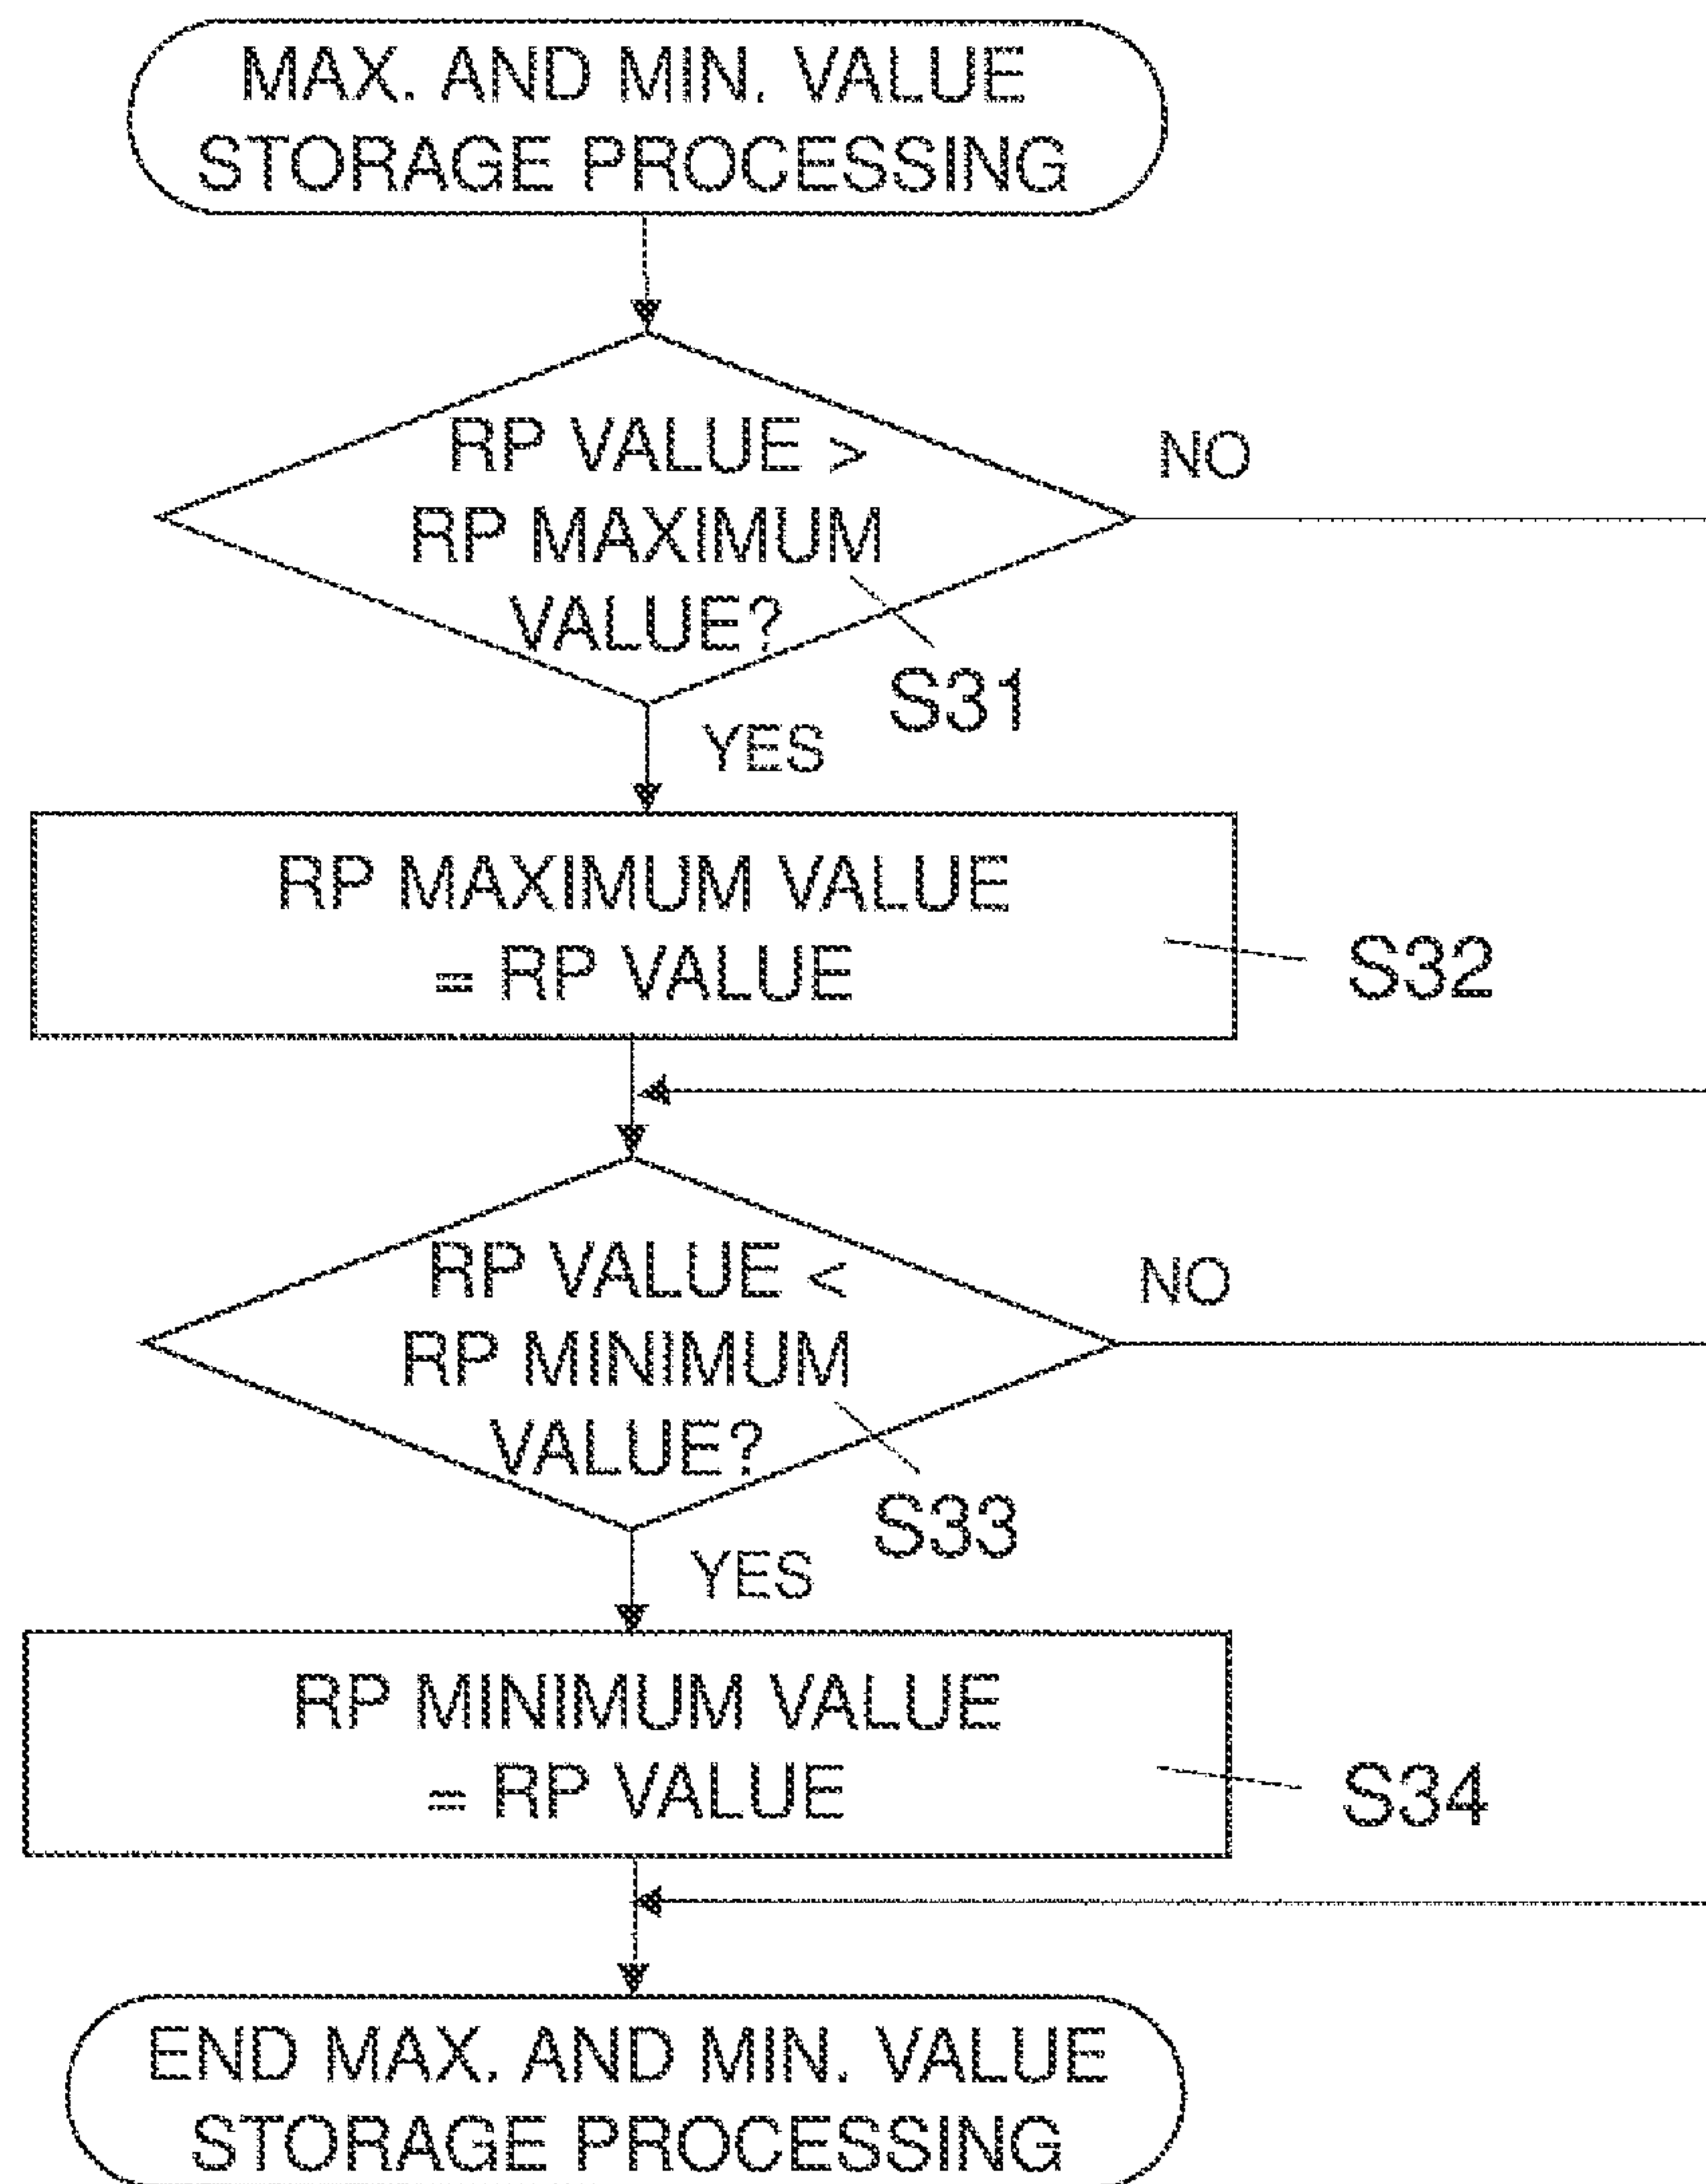 MAX. AND MIN. VALUE
STORAGE PROCESSING
RP VALUE >
RP MAXIMUM
VALUE?
NO
S31
YES
RP MAXIMUM VALUE
= RP VALUE
S32
RP VALUE <
RP MINIMUM
VALUE?
NO
S33
YES
RP MINIMUM VALUE
= RP VALUE
S34
END MAX. AND MIN. VALUE
STORAGE PROCESSING